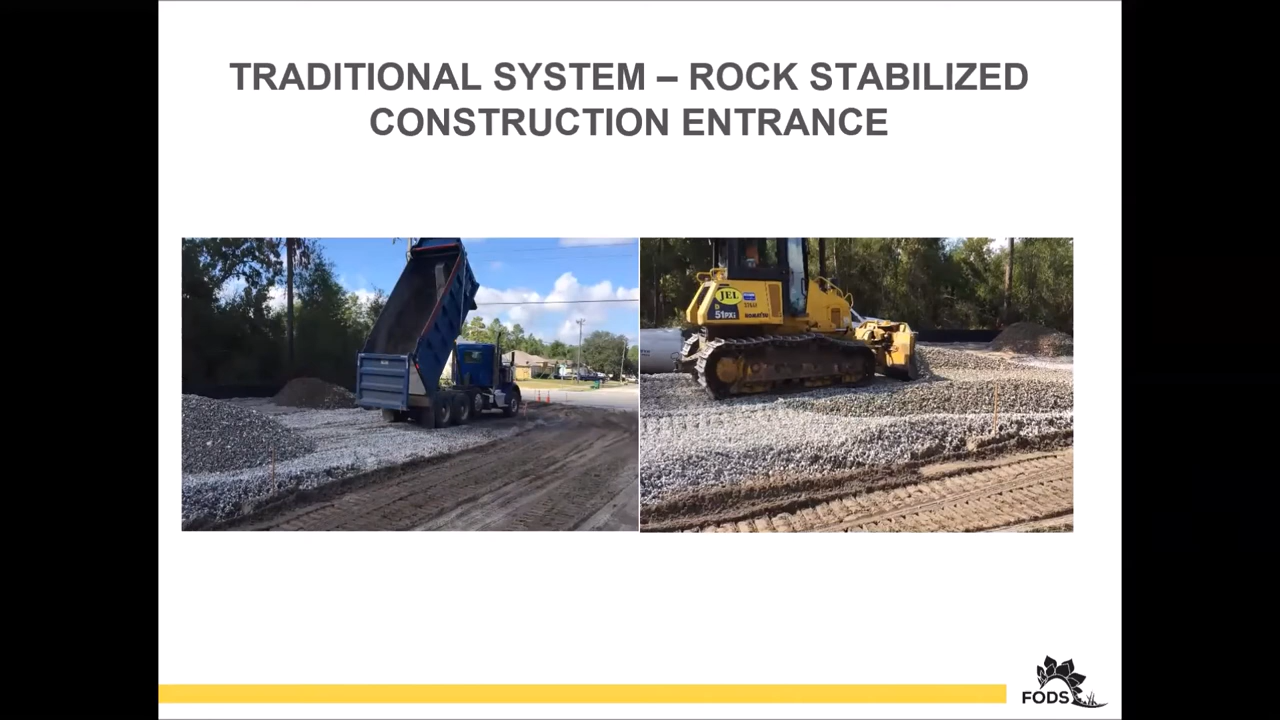 TRADITIONAL SYSTEM – ROCK STABILIZED
CONSTRUCTION ENTRANCE
JEL
D
51PXi
KOMATSU
FODS